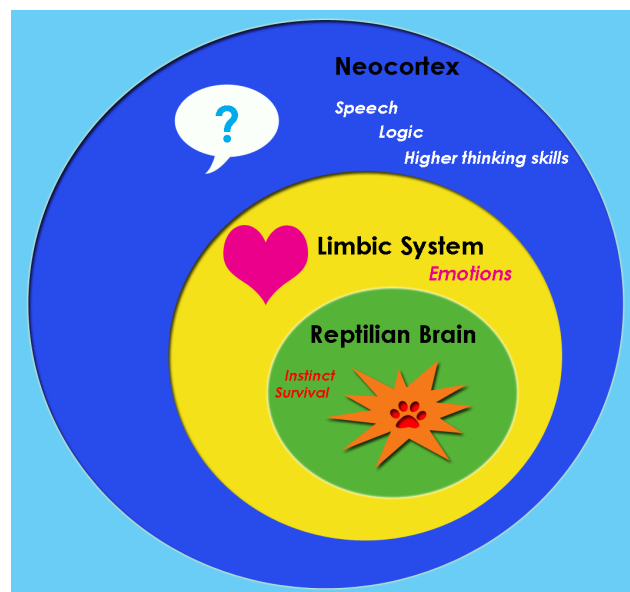 Neocortex
?
Speech
Logic
Higher thinking skills
Limbic System
Emotions
Reptilian Brain
Instinct
Survival